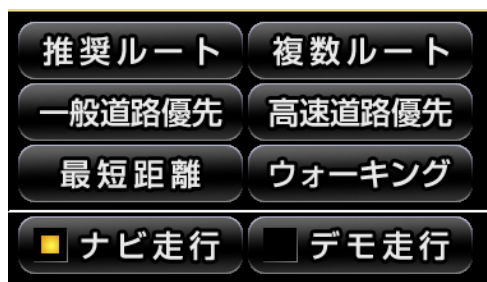 推奨ルート 複数ルート
一般道路優先 高速道路優先
最短距離 ウォーキング
ナビ走行 デモ走行